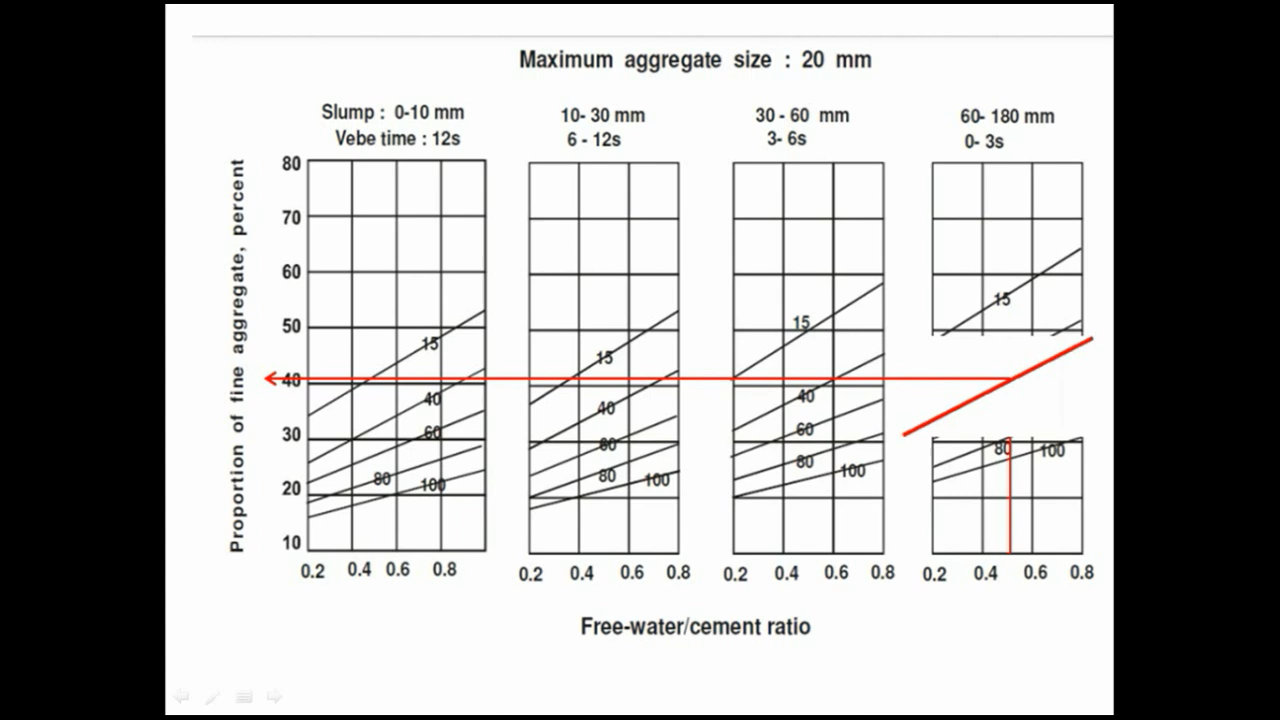 Maximum aggregate size : 20 mm
Slump : 0-10 mm
Vebe time : 12s
10- 30 mm
6 - 12s
30 - 60 mm
3- 6s
60- 180 mm
0- 3s
Proportion of fine aggregate, percent
80
70
60
50
40
30
20
10
15
40
60
80
100
0.2 0.4 0.6 0.8
15
40
60
80
100
0.2 0.4 0.6 0.8
15
40
60
80
100
0.2 0.4 0.6 0.8
15
80
100
0.2 0.4 0.6 0.8
Free-water/cement ratio